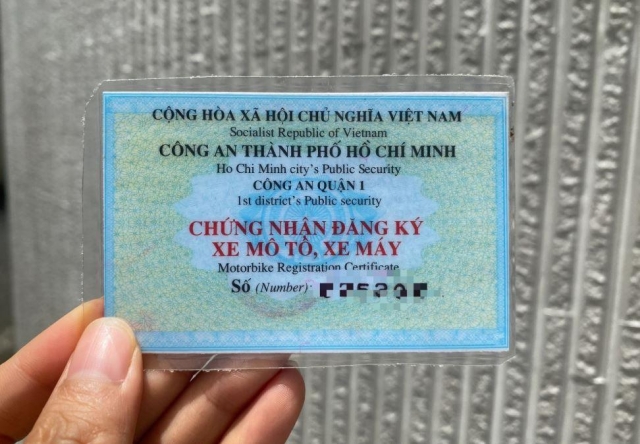 CỘNG HÒA XÃ HỘI CHỦ NGHĨA VIỆT NAM
Socialist Republic of Vietnam
CÔNG AN THÀNH PHỐ HỒ CHÍ MINH
Ho Chi Minh city's Public Security
CÔNG AN QUẬN 1
1st district's Public security
CHỨNG NHẬN ĐĂNG KÝ
XE MÔ TÔ, XE MÁY
Motorbike Registration Certificate
Số (Number):